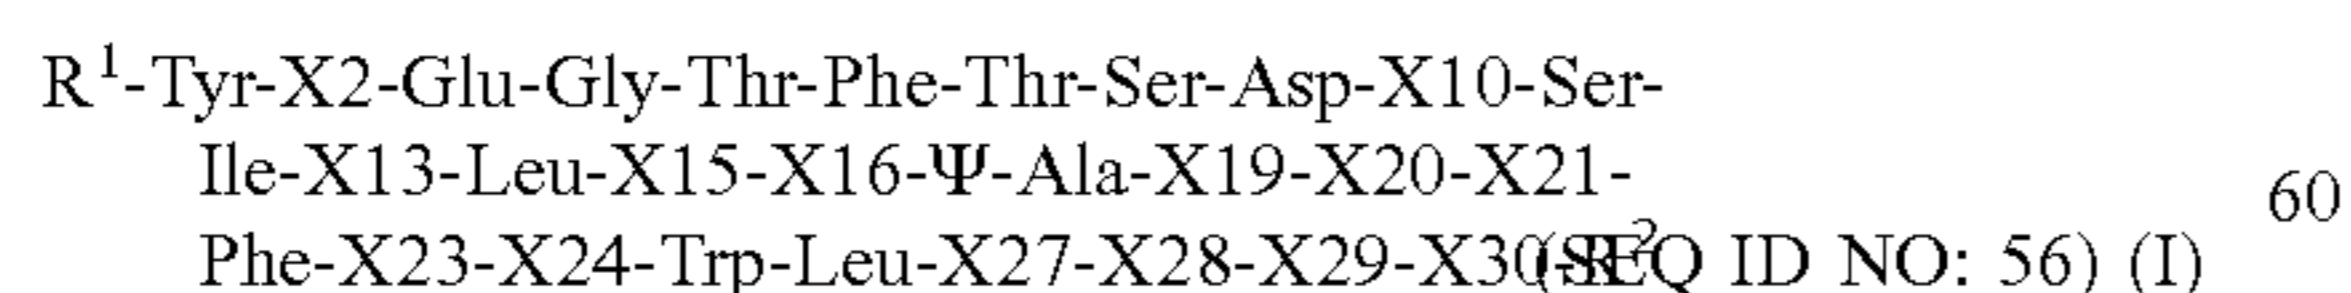 R¹-Tyr-X2-Glu-Gly-Thr-Phe-Thr-Ser-Asp-X10-Ser-
Ile-X13-Leu-X15-X16-Ψ-Ala-X19-X20-X21-
60
Phe-X23-X24-Trp-Leu-X27-X28-X29-X30-R² (SEQ ID NO: 56) (I)